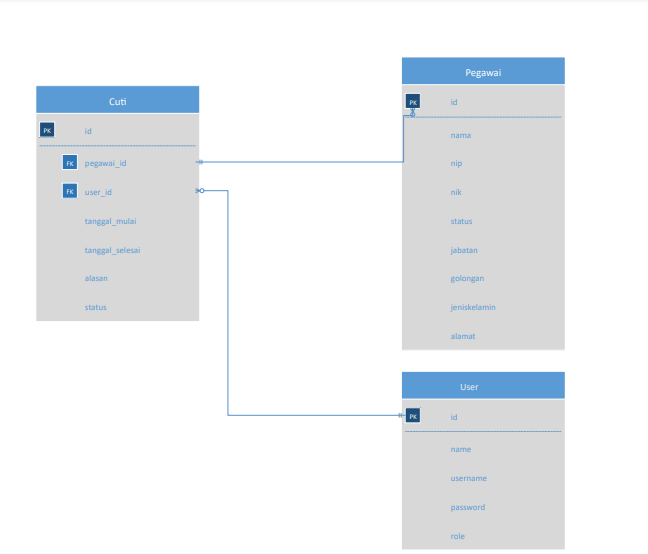 Cuti
PK id
FK pegawai_id
FK user_id
tanggal_mulai
tanggal_selesai
alasan
status
Pegawai
PK id
nama
nip
nik
status
jabatan
golongan
jeniskelamin
alamat
User
PK id
name
username
password
role